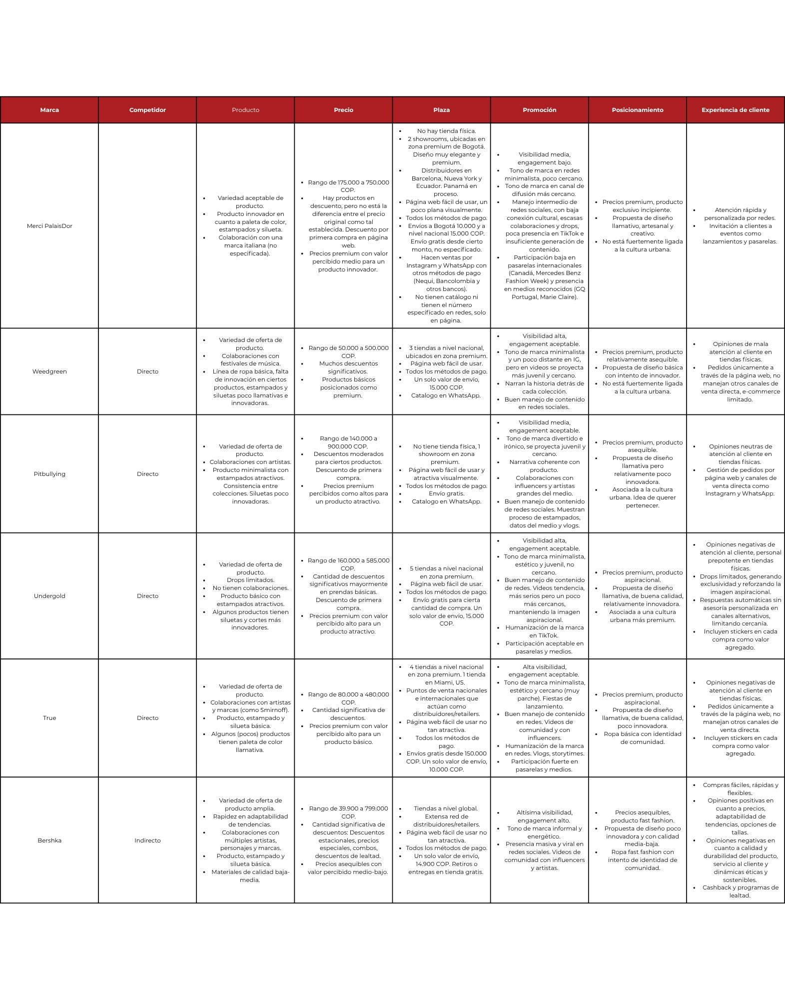 Marca
Competidor
Producto
Precio
Plaza
Promoción
Posicionamiento
Experiencia de cliente
Merci PalaisDor
• Variedad aceptable de
producto.
• Producto innovador en
cuanto a paleta de color,
estampados y silueta.
• Colaboración con una
marca italiana (no
especificada).
• Rango de 175.000 a 750.000
COP.
• Hay productos en
descuento, pero no está la
diferencia entre el precio
original como tal
establecida. Descuento por
primera compra en página
web.
• Precios premium con valor
percibido medio para un
producto innovador.
• No hay tienda física.
• 2 showrooms, ubicadas en
zona premium de Bogotá.
Diseño muy elegante y
premium.
• Distribuidores en
Barcelona, Nueva York y
Ecuador. Panamá en
proceso.
• Página web fácil de usar, un
poco plana visualmente.
• Todos los métodos de pago.
• Envíos a Bogotá 10.000 y a
nivel nacional 15.000 COP.
Envío gratis desde cierto
monto, no especificado.
• Hacen ventas por
Instagram y WhatsApp con
otros métodos de pago
(Nequi, Bancolombia y
otros bancos).
• No tienen catálogo ni
tienen el número
especificado en redes, solo
en página.
• Visibilidad media,
engagement bajo.
• Tono de marca en redes
minimalista, poco cercano.
• Tono de marca en canal de
difusión más cercano.
• Manejo intermedio de
redes sociales, con baja
conexión cultural, escasas
colaboraciones y drops,
poca presencia en TikTok e
insuficiente generación de
contenido.
• Participación baja en
pasarelas internacionales
(Canadá, Mercedes Benz
Fashion Week) y presencia
en medios reconocidos (GQ
Portugal, Marie Claire).
• Precios premium, producto
exclusivo incipiente.
• Propuesta de diseño
llamativo, artesanal y
creativo.
• No está fuertemente ligada
a la cultura urbana.
• Atención rápida y
personalizada por redes.
• Invitación a clientes a
eventos como
lanzamientos y pasarelas.
Weedgreen
Directo
• Variedad de oferta de
producto.
• Colaboraciones con
festivales de música.
• Línea de ropa básica, falta
de innovación en ciertos
productos, estampados y
siluetas poco llamativas e
innovadoras.
• Rango de 50.000 a 500.000
COP.
• Muchos descuentos
significativos.
• Productos básicos
posicionados como
premium.
• 3 tiendas a nivel nacional,
ubicados en zona premium.
• Página web fácil de usar.
• Todos los métodos de pago.
• Un solo valor de envío,
15.000 COP.
• Catalogo en WhatsApp.
• Visibilidad alta,
engagement aceptable.
• Tono de marca minimalista
y un poco distante en IG,
pero en videos se proyecta
más juvenil y cercano.
• Narran la historia detrás de
cada colección.
• Buen manejo de contenido
en redes sociales.
• Precios premium, producto
relativamente asequible.
• Propuesta de diseño básica
con intento de innovador.
• No está fuertemente ligada
a la cultura urbana.
• Opiniones de mala
atención al cliente en
tiendas físicas.
• Pedidos únicamente a
través de la página web, no
manejan otros canales de
venta directa, e-commerce
limitado.
Pitbullying
Directo
• Variedad de oferta de
producto.
• Colaboraciones con artistas.
• Producto minimalista con
estampados atractivos.
Consistencia entre
colecciones. Siluetas poco
innovadoras.
• Rango de 140.000 a
900.000 COP.
• Descuentos moderados
para ciertos productos.
Descuento de primera
compra.
• Precios premium
percibidos como altos para
un producto atractivo.
• No tiene tienda física, 1
showroom en zona
premium.
• Página web fácil de usar y
atractiva visualmente.
• Todos los métodos de pago.
• Envío gratis.
• Catalogo en WhatsApp.
• Visibilidad media,
engagement aceptable.
• Tono de marca divertido e
irónico, se proyecta juvenil y
cercano.
• Narrativa coherente con
producto.
• Colaboraciones con
influencers y artistas
grandes del medio.
• Buen manejo de contenido
de redes sociales. Muestran
proceso de estampados,
datos del medio y vlogs.
• Precios premium, producto
asequible.
• Propuesta de diseño
llamativa pero
relativamente poco
innovadora.
• Asociada a la cultura
urbana. Idea de querer
pertenecer.
• Opiniones neutras de
atención al cliente en
tiendas físicas.
• Gestión de pedidos por
página web y canales de
venta directa como
Instagram y WhatsApp.
Undergold
Directo
• Variedad de oferta de
producto.
• Drops limitados.
• No tienen colaboraciones.
• Producto básico con
estampados atractivos.
• Algunos productos tienen
siluetas y cortes más
innovadores.
• Rango de 160.000 a 585.000
COP.
• Cantidad de descuentos
significativos mayormente
en prendas básicas.
Descuento de primera
compra.
• Precios premium con valor
percibido alto para un
producto atractivo.
• 5 tiendas a nivel nacional
en zona premium.
• Página web fácil de usar.
• Todos los métodos de pago.
• Envío gratis para cierta
cantidad de compra. Un
solo valor de envío, 15.000
COP.
• Visibilidad alta,
engagement aceptable.
• Tono de marca minimalista,
estético y juvenil, no
cercano.
• Buen manejo de contenido
de redes. Videos tendencia,
más serios pero un poco
más cercanos,
manteniendo la imagen
aspiracional.
• Humanización de la marca
en TikTok.
• Participación aceptable en
pasarelas y medios.
• Precios premium, producto
aspiracional.
• Propuesta de diseño
llamativa, de buena calidad,
relativamente innovadora.
• Asociada a una cultura
urbana más premium.
• Opiniones negativas de
atención al cliente, personal
prepotente en tiendas
físicas.
• Drops limitados, generando
exclusividad y reforzando la
imagen aspiracional.
• Respuestas automáticas sin
asesoría personalizada en
canales alternativos,
limitando cercanía.
• Incluyen stickers en cada
compra como valor
agregado.
True
Directo
• Variedad de oferta de
producto.
• Colaboraciones con artistas
y marcas (como Smirnoff).
• Producto, estampado y
silueta básica.
• Algunos (pocos) productos
tienen paleta de color
llamativa.
• Rango de 80.000 a 480.000
COP.
• Cantidad significativa de
descuentos.
• Precios premium con valor
percibido alto para un
producto básico.
• 4 tiendas a nivel nacional
en zona premium. 1 tienda
en Miami, US.
• Puntos de venta nacionales
e internacionales que
actúan como
distribuidores/retailers.
• Página web fácil de usar no
tan atractiva.
• Todos los métodos de
pago.
• Envíos gratis desde 150.000
COP. Un solo valor de envío,
10.000 COP.
• Alta visibilidad,
engagement aceptable.
• Tono de marca minimalista,
estético y cercano (muy
parche). Fiestas de
lanzamiento.
• Buen manejo de contenido
en redes. Videos de
comunidad y con
influencers.
• Humanización de la marca
en redes. Vlogs, storytimes.
• Participación fuerte en
pasarelas y medios.
• Precios premium, producto
aspiracional.
• Propuesta de diseño
llamativa, de buena calidad,
poco innovadora.
• Ropa básica con identidad
de comunidad.
• Opiniones negativas de
atención al cliente en
tiendas físicas.
• Pedidos únicamente a
través de la página web, no
manejan otros canales de
venta directa.
• Incluyen stickers en cada
compra como valor
agregado.
Bershka
Indirecto
• Variedad de oferta de
producto amplia.
• Rapidez en adaptabilidad
de tendencias.
• Colaboraciones con
múltiples artistas,
personajes y marcas.
• Producto, estampado y
silueta básica.
• Materiales de calidad baja-
media.
• Rango de 39.900 a 799.000
COP.
• Cantidad significativa de
descuentos: Descuentos
estacionales, precios
especiales, combos,
descuentos de lealtad.
• Precios asequibles con
valor percibido medio-bajo.
• Tiendas a nivel global.
• Extensa red de
distribuidores/retailers.
• Página web fácil de usar no
tan atractiva.
• Todos los métodos de pago.
• Un solo valor de envío,
14.900 COP. Retiros o
entregas en tienda gratis.
• Altísima visibilidad,
engagement alto.
• Tono de marca informal y
energético.
• Presencia masiva y viral en
redes sociales. Videos de
comunidad con influencers
y artistas.
• Precios asequibles,
producto fast fashion.
• Propuesta de diseño poco
innovadora y con calidad
media-baja.
• Ropa fast fashion con
intento de identidad de
comunidad.
• Compras fáciles, rápidas y
flexibles.
• Opiniones positivas en
cuanto a precios,
adaptabilidad de
tendencias, opciones de
tallas.
• Opiniones negativas en
cuanto a calidad y
durabilidad del producto,
servicio al cliente y
dinámicas éticas y
sostenibles.
• Cashback y programas de
lealtad.